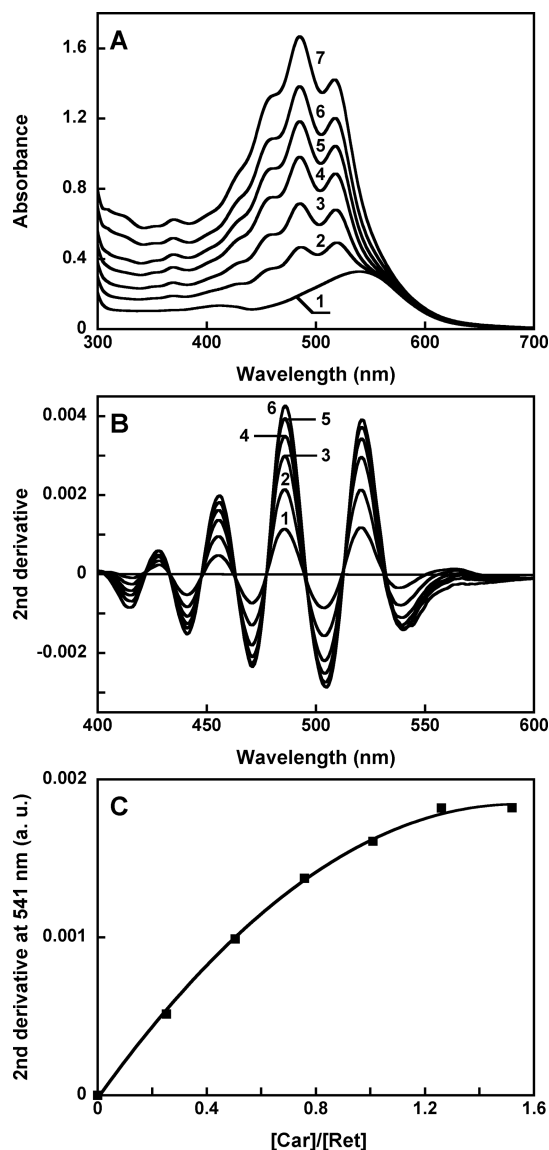 A
1.6
1.2
0.8
0.4
0
Absorbance
7
6
5
4
3
2
1
300 400 500 600 700
Wavelength (nm)
B
0.004
0.002
0
-0.002
2nd derivative
6
5
4
3
2
1
400 450 500 550 600
Wavelength (nm)
C
0.002
0.001
0
2nd derivative at 541 nm (a. u.)
0 0.4 0.8 1.2 1.6
[Car]/[Ret]